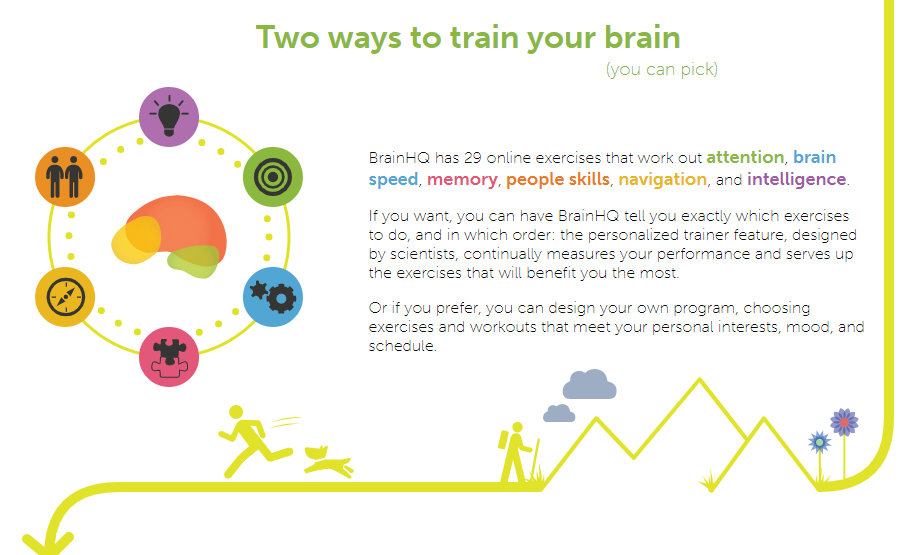 Two ways to train your brain
(you can pick)
BrainHQ has 29 online exercises that work out attention, brain
speed, memory, people skills, navigation, and intelligence.
If you want, you can have BrainHQ tell you exactly which exercises
to do, and in which order: the personalized trainer feature, designed
by scientists, continually measures your performance and serves up
the exercises that will benefit you the most.
Or if you prefer, you can design your own program, choosing
exercises and workouts that meet your personal interests, mood, and
schedule.